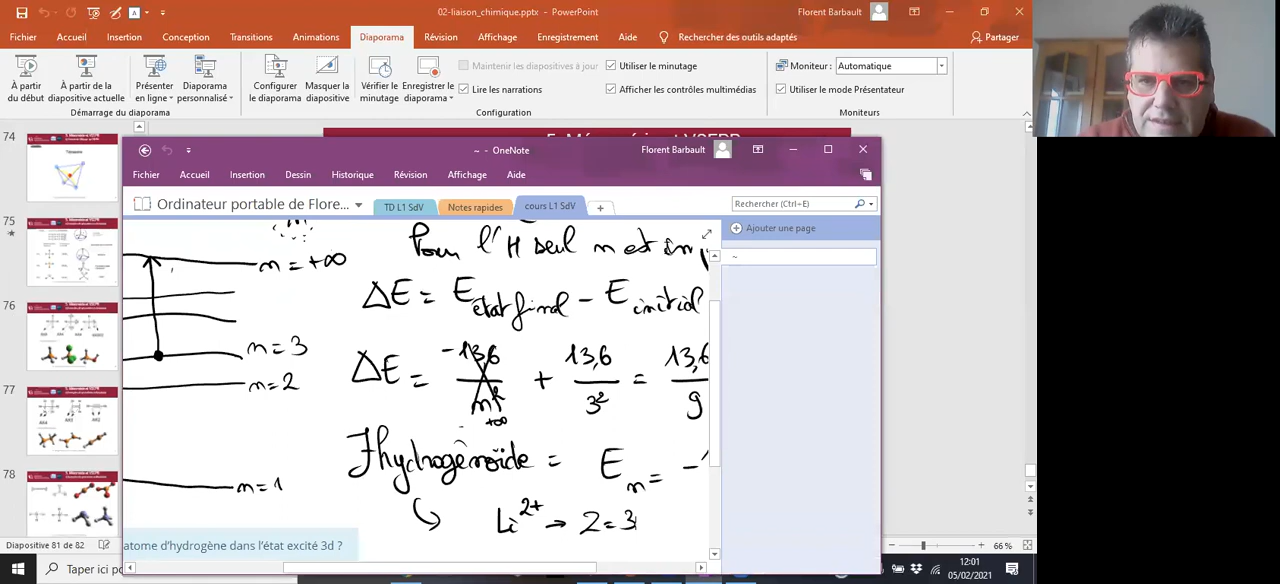 02-liaison_chimique.pptx - PowerPoint
Florent Barbault
Fichier Accueil Insertion Conception Transitions Animations Diaporama Révision Affichage Enregistrement Aide Rechercher des outils adaptés Partager
À partir du début
À partir de la diapositive actuelle
Présenter en ligne
Diaporama personnalisé
Configurer le diaporama
Masquer la diapositive
Vérifier le minutage
Enregistrer le diaporama
Maintenir les diapositives à jour
Lire les narrations
Utiliser le minutage
Afficher les contrôles multimédias
Moniteur : Automatique
Utiliser le mode Présentateur
Démarrage du diaporama
Configuration
Moniteurs
74
75
76
77
78
~ - OneNote
Florent Barbault
Fichier Accueil Insertion Dessin Historique Révision Affichage Aide
Ordinateur portable de Flore...
TD L1 SdV
Notes rapides
cours L1 SdV
Rechercher (Ctrl+E)
Ajouter une page
~
Pour l'H seul n et
n = +∞
ΔE = E état final - E initial
n = 3
n = 2
ΔE = -13,6 / n² + 13,6 / 3² = 13,6 / 9
+∞
hydrogénoïde = E n = -
n = 1
Li 2+ → Z = 3
atome d'hydrogène dans l'état excité 3d ?
Diapositive 81 de 82
66 %
Taper ici po
12:01
05/02/2021